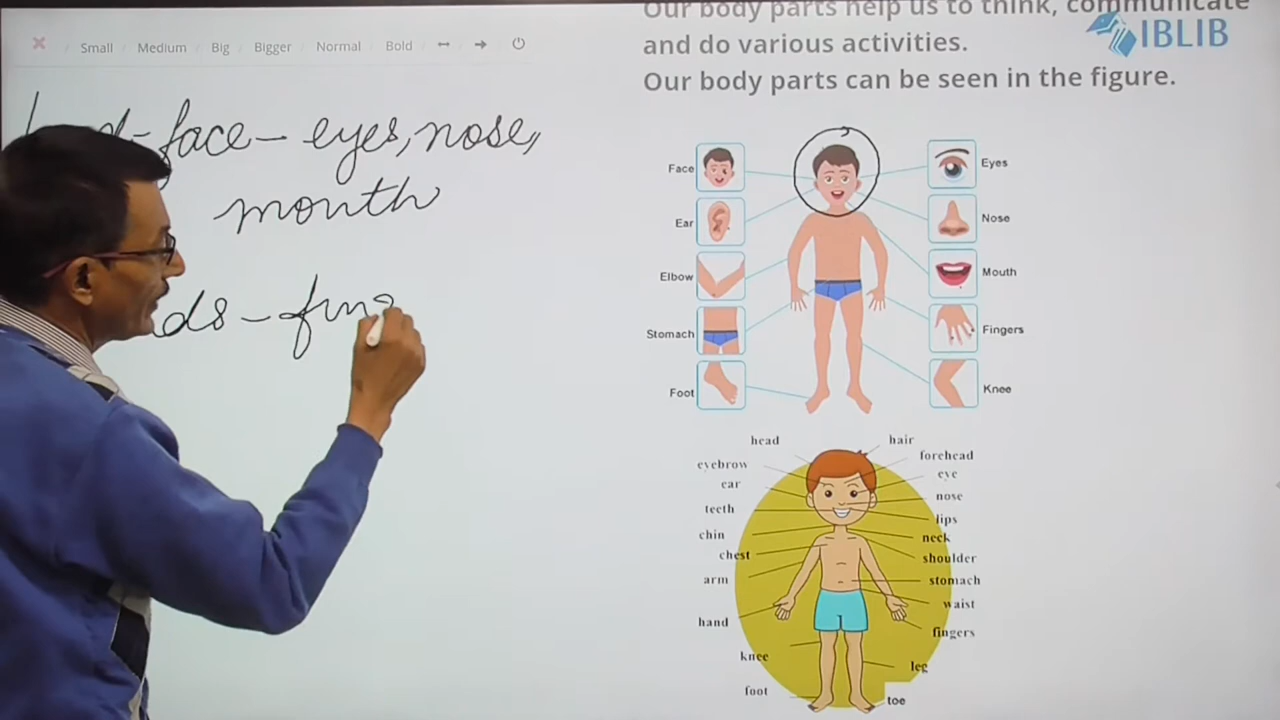 Small / Medium / Big / Bigger / Normal / Bold
Our body parts help us to think, communicate
and do various activities.
Our body parts can be seen in the figure.
IBLIB
face - eyes, nose,
month
ds - fing
Face
Ear
Elbow
Stomach
Foot
Eyes
Nose
Mouth
Fingers
Knee
head
eyebrow
ear
teeth
chin
chest
arm
hand
knee
foot
hair
forehead
eye
nose
lips
neck
shoulder
stomach
waist
fingers
leg
toe